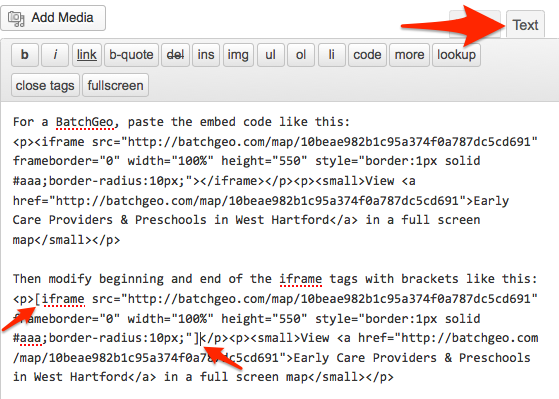 Add Media
Text
b i link b-quote del ins img ul ol li code more lookup
close tags fullscreen
For a BatchGeo, paste the embed code like this:
<p><iframe src="http://batchgeo.com/map/10beae982b1c95a374f0a787dc5cd691"
frameborder="0" width="100%" height="550" style="border:1px solid
#aaa;border-radius:10px;"></iframe></p><p><small>View <a
href="http://batchgeo.com/map/10beae982b1c95a374f0a787dc5cd691">Early
Care Providers & Preschools in West Hartford</a> in a full screen
map</small></p>
Then modify beginning and end of the iframe tags with brackets like this:
<p>[iframe src="http://batchgeo.com/map/10beae982b1c95a374f0a787dc5cd691"
frameborder="0" width="100%" height="550" style="border:1px solid
#aaa;border-radius:10px;"]</p><p><small>View <a href="http://batchgeo.com
/map/10beae982b1c95a374f0a787dc5cd691">Early Care Providers & Preschools
in West Hartford</a> in a full screen map</small></p>